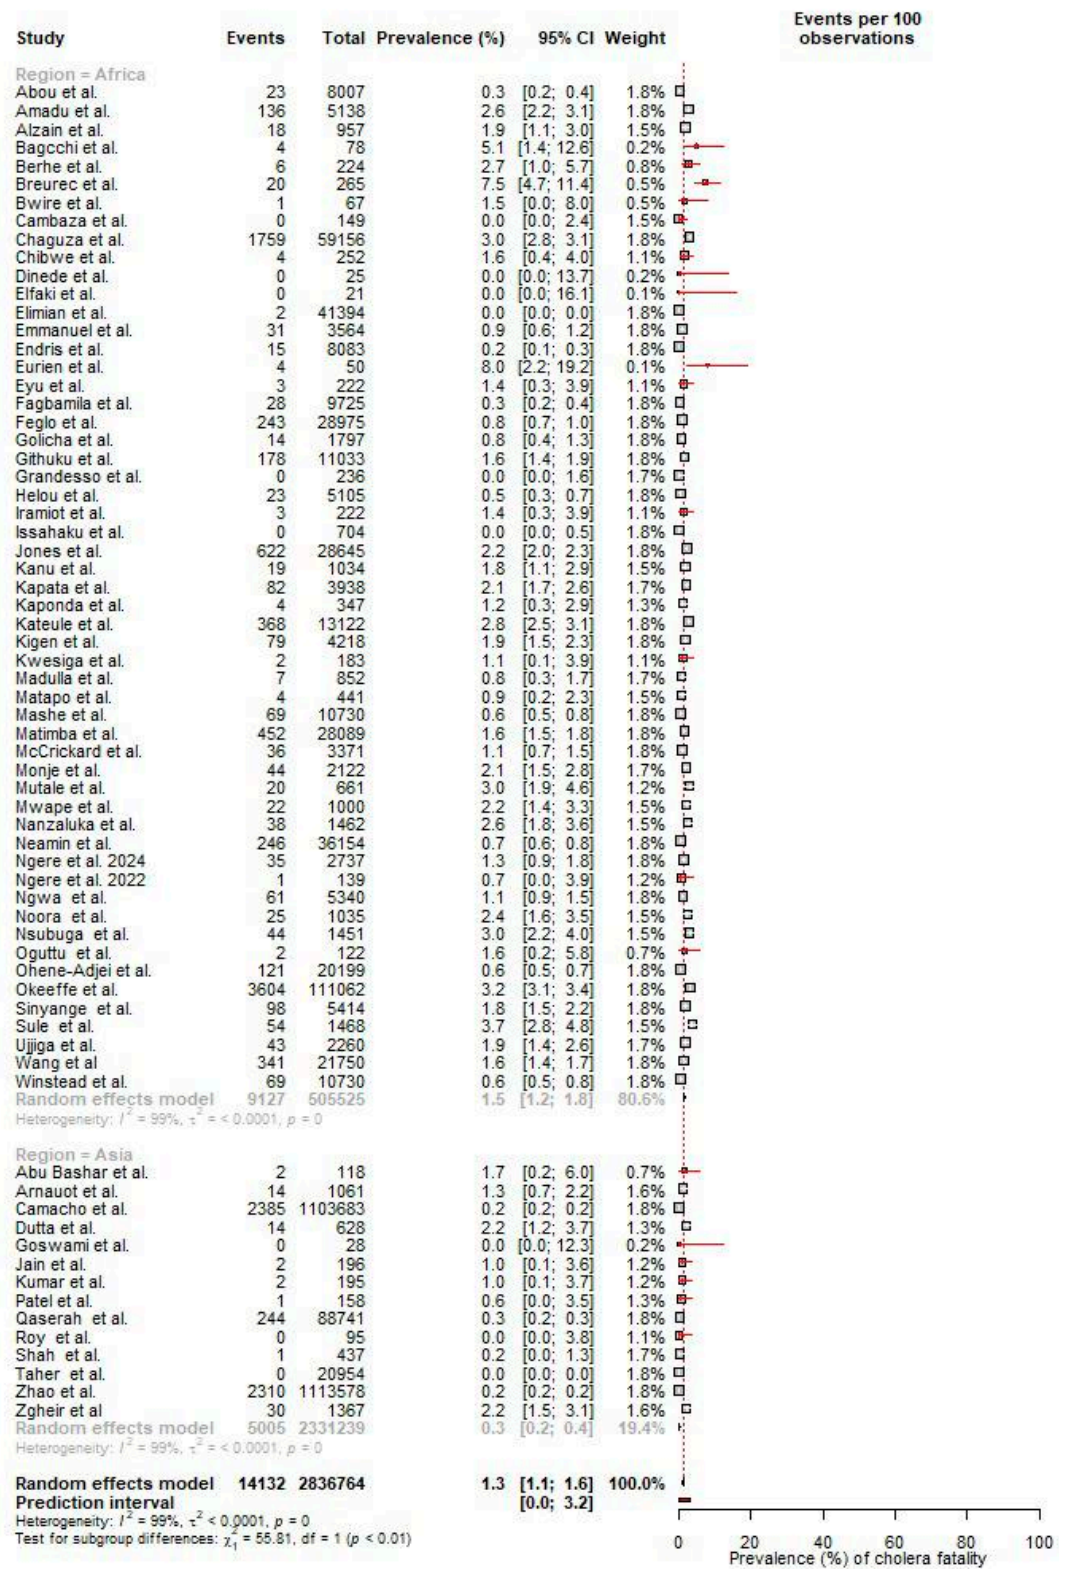 Events per 100
Study Events Total Prevalence (%) 95% CI Weight observations
Region = Africa
Abou et al. 23 8007 0.3 [0.2; 0.4] 1.8%
Amadu et al. 136 5138 2.6 [2.2; 3.1] 1.8%
Alzain et al. 18 957 1.9 [1.1; 3.0] 1.5%
Bagcchi et al. 4 78 5.1 [1.4; 12.6] 0.2%
Berhe et al. 6 224 2.7 [1.0; 5.7] 0.8%
Breurec et al. 20 265 7.5 [4.7; 11.4] 0.5%
Bwire et al. 1 67 1.5 [0.0; 8.0] 0.5%
Cambaza et al. 0 149 0.0 [0.0; 2.4] 1.5%
Chaguza et al. 1759 59156 3.0 [2.8; 3.1] 1.8%
Chibwe et al. 4 252 1.6 [0.4; 4.0] 1.1%
Dinede et al. 0 25 0.0 [0.0; 13.7] 0.2%
Elfaki et al. 0 21 0.0 [0.0; 16.1] 0.1%
Elimian et al. 2 41394 0.0 [0.0; 0.0] 1.8%
Emmanuel et al. 31 3564 0.9 [0.6; 1.2] 1.8%
Endris et al. 15 8083 0.2 [0.1; 0.3] 1.8%
Eurien et al. 4 50 8.0 [2.2; 19.2] 0.1%
Eyu et al. 3 222 1.4 [0.3; 3.9] 1.1%
Fagbamila et al. 28 9725 0.3 [0.2; 0.4] 1.8%
Feglo et al. 243 28975 0.8 [0.7; 1.0] 1.8%
Golicha et al. 14 1797 0.8 [0.4; 1.3] 1.8%
Githuku et al. 178 11033 1.6 [1.4; 1.9] 1.8%
Grandesso et al. 0 236 0.0 [0.0; 1.6] 1.7%
Helou et al. 23 5105 0.5 [0.3; 0.7] 1.8%
Iramiot et al. 3 222 1.4 [0.3; 3.9] 1.1%
Issahaku et al. 0 704 0.0 [0.0; 0.5] 1.8%
Jones et al. 622 28645 2.2 [2.0; 2.3] 1.8%
Kanu et al. 19 1034 1.8 [1.1; 2.9] 1.5%
Kapata et al. 82 3938 2.1 [1.7; 2.6] 1.7%
Kaponda et al. 4 347 1.2 [0.3; 2.9] 1.3%
Kateule et al. 368 13122 2.8 [2.5; 3.1] 1.8%
Kigen et al. 79 4218 1.9 [1.5; 2.3] 1.8%
Kwesiga et al. 2 183 1.1 [0.1; 3.9] 1.1%
Madulla et al. 7 852 0.8 [0.3; 1.7] 1.7%
Matapo et al. 4 441 0.9 [0.2; 2.3] 1.5%
Mashe et al. 69 10730 0.6 [0.5; 0.8] 1.8%
Matimba et al. 452 28089 1.6 [1.5; 1.8] 1.8%
McCrickard et al. 36 3371 1.1 [0.7; 1.5] 1.8%
Monje et al. 44 2122 2.1 [1.5; 2.8] 1.7%
Mutale et al. 20 661 3.0 [1.9; 4.6] 1.2%
Mwape et al. 22 1000 2.2 [1.4; 3.3] 1.5%
Nanzaluka et al. 38 1462 2.6 [1.8; 3.6] 1.5%
Neamin et al. 246 36154 0.7 [0.6; 0.8] 1.8%
Ngere et al. 2024 35 2737 1.3 [0.9; 1.8] 1.8%
Ngere et al. 2022 1 139 0.7 [0.0; 3.9] 1.2%
Ngwa et al. 61 5340 1.1 [0.9; 1.5] 1.8%
Noora et al. 25 1035 2.4 [1.6; 3.5] 1.5%
Nsubuga et al. 44 1451 3.0 [2.2; 4.0] 1.5%
Oguttu et al. 2 122 1.6 [0.2; 5.8] 0.7%
Ohene-Adjei et al. 121 20199 0.6 [0.5; 0.7] 1.8%
Okeeffe et al. 3604 111062 3.2 [3.1; 3.4] 1.8%
Sinyange et al. 98 5414 1.8 [1.5; 2.2] 1.8%
Sule et al. 54 1468 3.7 [2.8; 4.8] 1.5%
Ujjiga et al. 43 2260 1.9 [1.4; 2.6] 1.7%
Wang et al 341 21750 1.6 [1.4; 1.7] 1.8%
Winstead et al. 69 10730 0.6 [0.5; 0.8] 1.8%
Random effects model 9127 505525 1.5 [1.2; 1.8] 80.6%
Heterogeneity: I² = 99%, τ² = < 0.0001, p = 0
Region = Asia
Abu Bashar et al. 2 118 1.7 [0.2; 6.0] 0.7%
Arnauot et al. 14 1061 1.3 [0.7; 2.2] 1.6%
Camacho et al. 2385 1103683 0.2 [0.2; 0.2] 1.8%
Dutta et al. 14 628 2.2 [1.2; 3.7] 1.3%
Goswami et al. 0 28 0.0 [0.0; 12.3] 0.2%
Jain et al. 2 196 1.0 [0.1; 3.6] 1.2%
Kumar et al. 2 195 1.0 [0.1; 3.7] 1.2%
Patel et al. 1 158 0.6 [0.0; 3.5] 1.3%
Qaserah et al. 244 88741 0.3 [0.2; 0.3] 1.8%
Roy et al. 0 95 0.0 [0.0; 3.8] 1.1%
Shah et al. 1 437 0.2 [0.0; 1.3] 1.7%
Taher et al. 0 20954 0.0 [0.0; 0.0] 1.8%
Zhao et al. 2310 1113578 0.2 [0.2; 0.2] 1.8%
Zgheir et al 30 1367 2.2 [1.5; 3.1] 1.6%
Random effects model 5005 2331239 0.3 [0.2; 0.4] 19.4%
Heterogeneity: I² = 99%, τ² = < 0.0001, p = 0
Random effects model 14132 2836764 1.3 [1.1; 1.6] 100.0%
Prediction interval [0.0; 3.2]
Heterogeneity: I² = 99%, τ² < 0.0001, p = 0
Test for subgroup differences: χ²₁ = 55.81, df = 1 (p < 0.01)
0 20 40 60 80 100
Prevalence (%) of cholera fatality